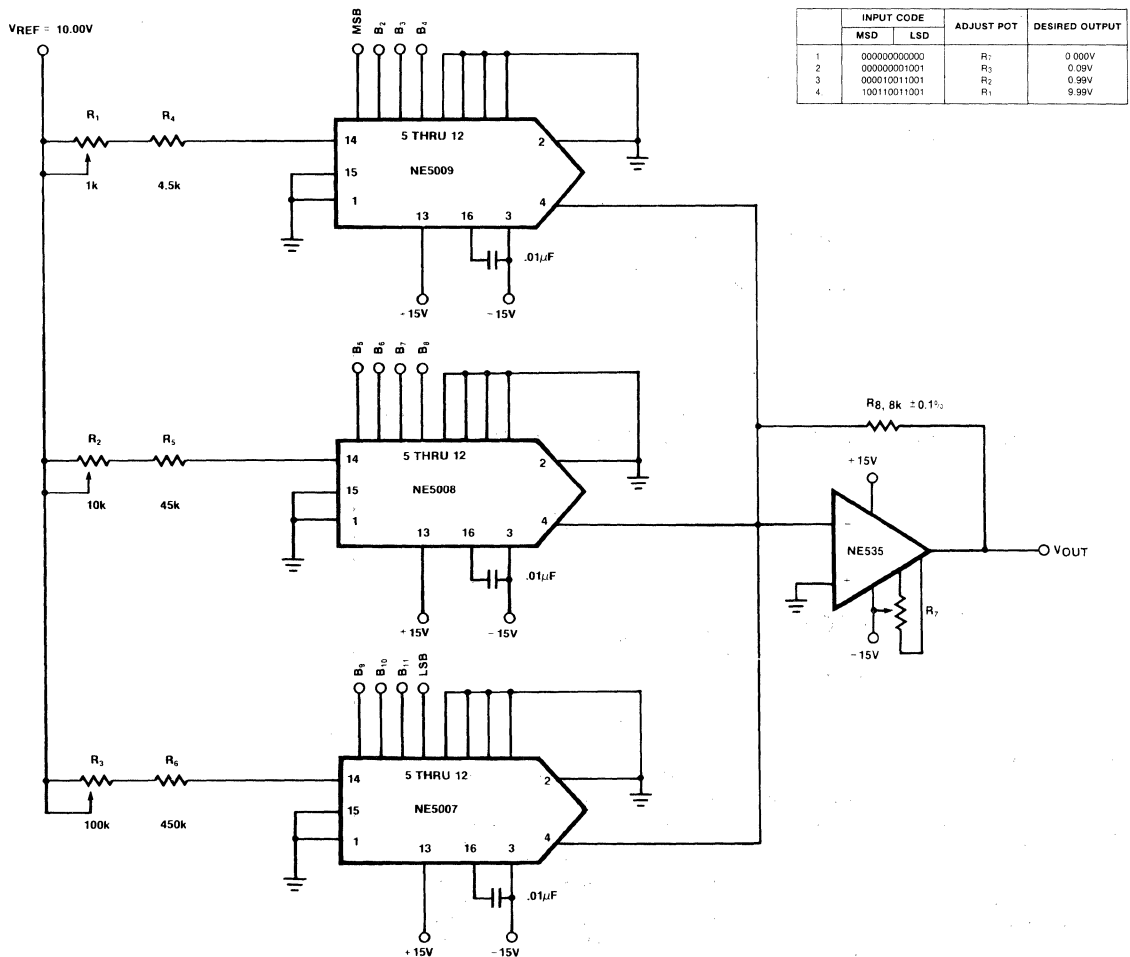 VREF = 10.00V
MSB B2 B3 B4
INPUT CODE
MSD LSD
ADJUST POT
DESIRED OUTPUT
1 000000000000 R7 0 000V
2 000000001001 R3 0.09V
3 000010011001 R2 0.99V
4. 100110011001 R1 9.99V
R1 R4
1k 4.5k
14
15
1
5 THRU 12
NE5009
2
4
13 16 3
.01μF
+15V −15V
B5 B6 B7 B8
R2 R5
10k 45k
14
15
1
5 THRU 12
NE5008
2
4
13 16 3
.01μF
+15V −15V
R8, 8k ±0.1%
+15V
−
NE535
+
VOUT
R7
−15V
B9 B10 B11 LSB
R3 R6
100k 450k
14
15
1
5 THRU 12
NE5007
2
4
13 16 3
.01μF
+15V −15V